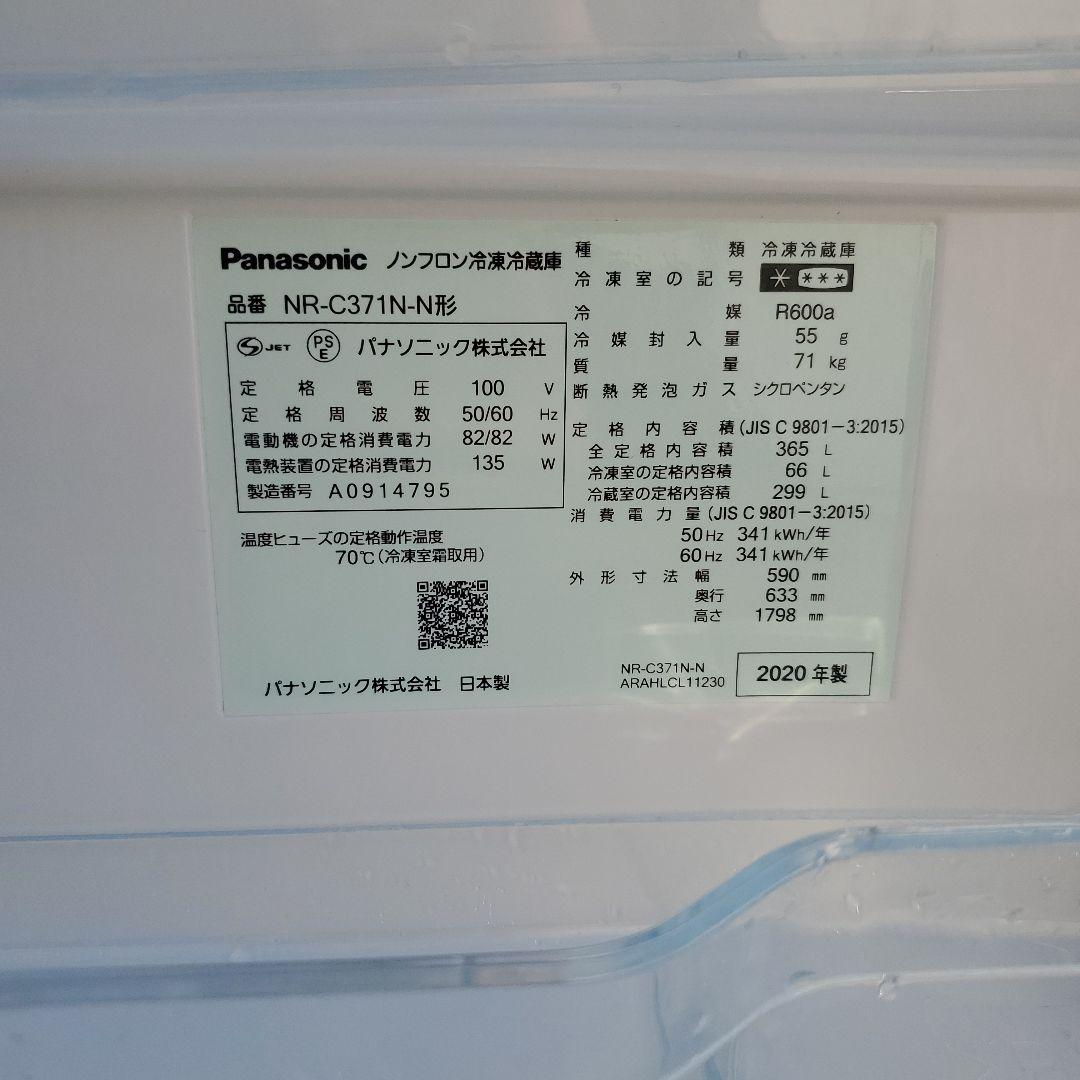 Panasonic ノンフロン冷凍冷蔵庫
品番 NR-C371N-N形
JET PSE パナソニック株式会社
定格電圧 100 V
定格周波数 50/60 Hz
電動機の定格消費電力 82/82 W
電熱装置の定格消費電力 135 W
製造番号 A0914795
温度ヒューズの定格動作温度
70℃(冷凍室霜取用)
パナソニック株式会社 日本製
種類 冷凍冷蔵庫
冷凍室の記号 * ***
冷媒 R600a
冷媒封入量 55 g
質量 71 kg
断熱発泡ガス シクロペンタン
定格内容積(JIS C 9801-3:2015)
全定格内容積 365 L
冷凍室の定格内容積 66 L
冷蔵室の定格内容積 299 L
消費電力量(JIS C 9801-3:2015)
50Hz 341kWh/年
60Hz 341kWh/年
外形寸法 幅 590 mm
奥行 633 mm
高さ 1798 mm
NR-C371N-N
ARAHLCL11230
2020年製